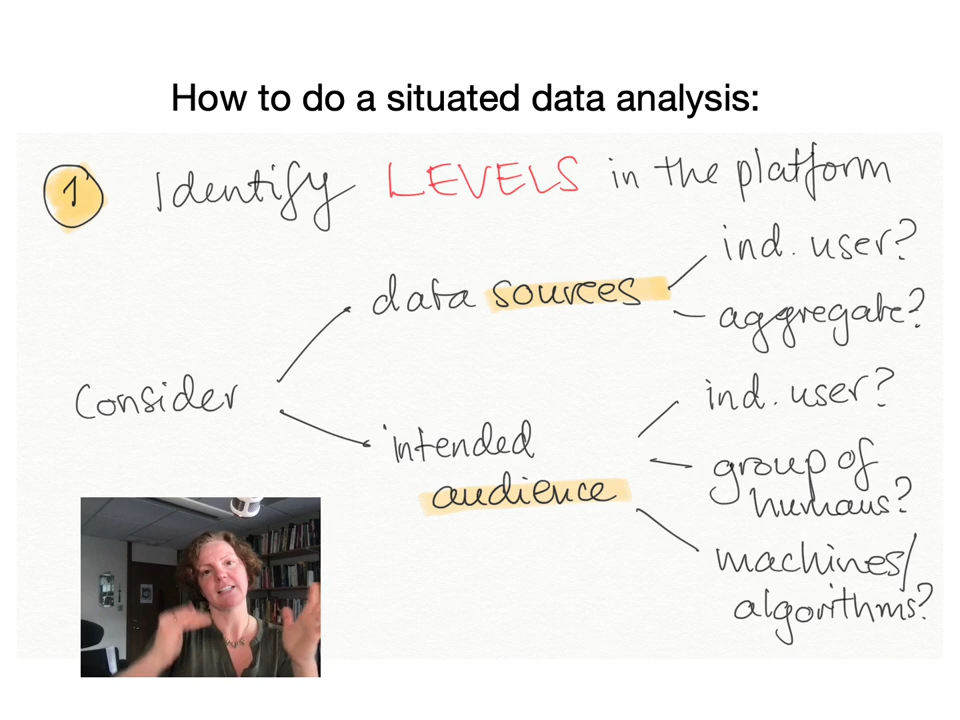 How to do a situated data analysis:
1 Identify LEVELS in the platform
Consider
data sources
ind. user?
aggregate?
intended
audience
ind. user?
group of
humans?
machines/
algorithms?